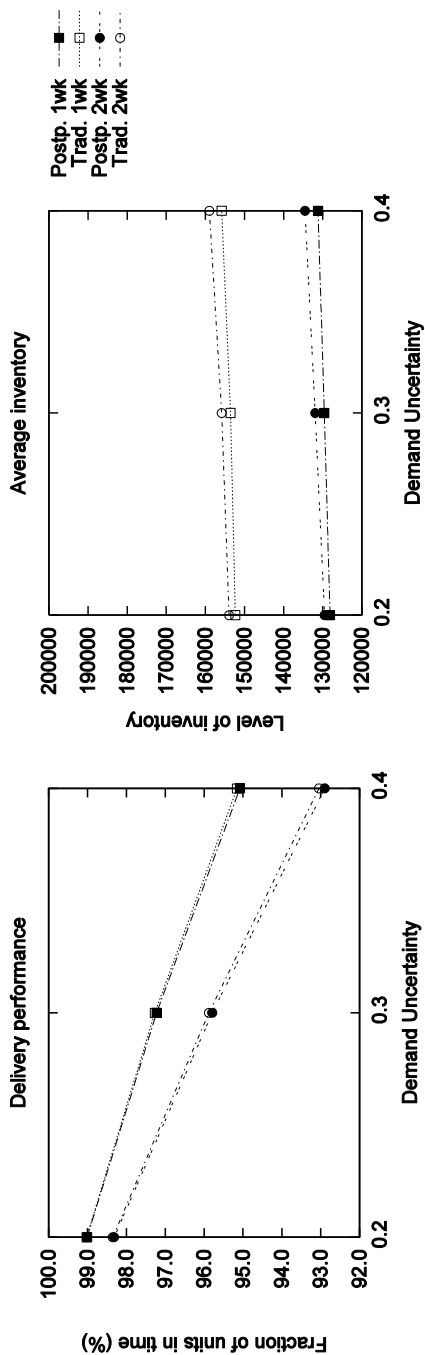 Delivery performance
Fraction of units in time (%)
100.0
99.0
98.0
97.0
96.0
95.0
94.0
93.0
92.0
0.2
0.3
0.4
Demand Uncertainty
Average inventory
Level of inventory
200000
190000
180000
170000
160000
150000
140000
130000
120000
0.2
0.3
0.4
Demand Uncertainty
Postp. 1wk
Trad. 1wk
Postp. 2wk
Trad. 2wk